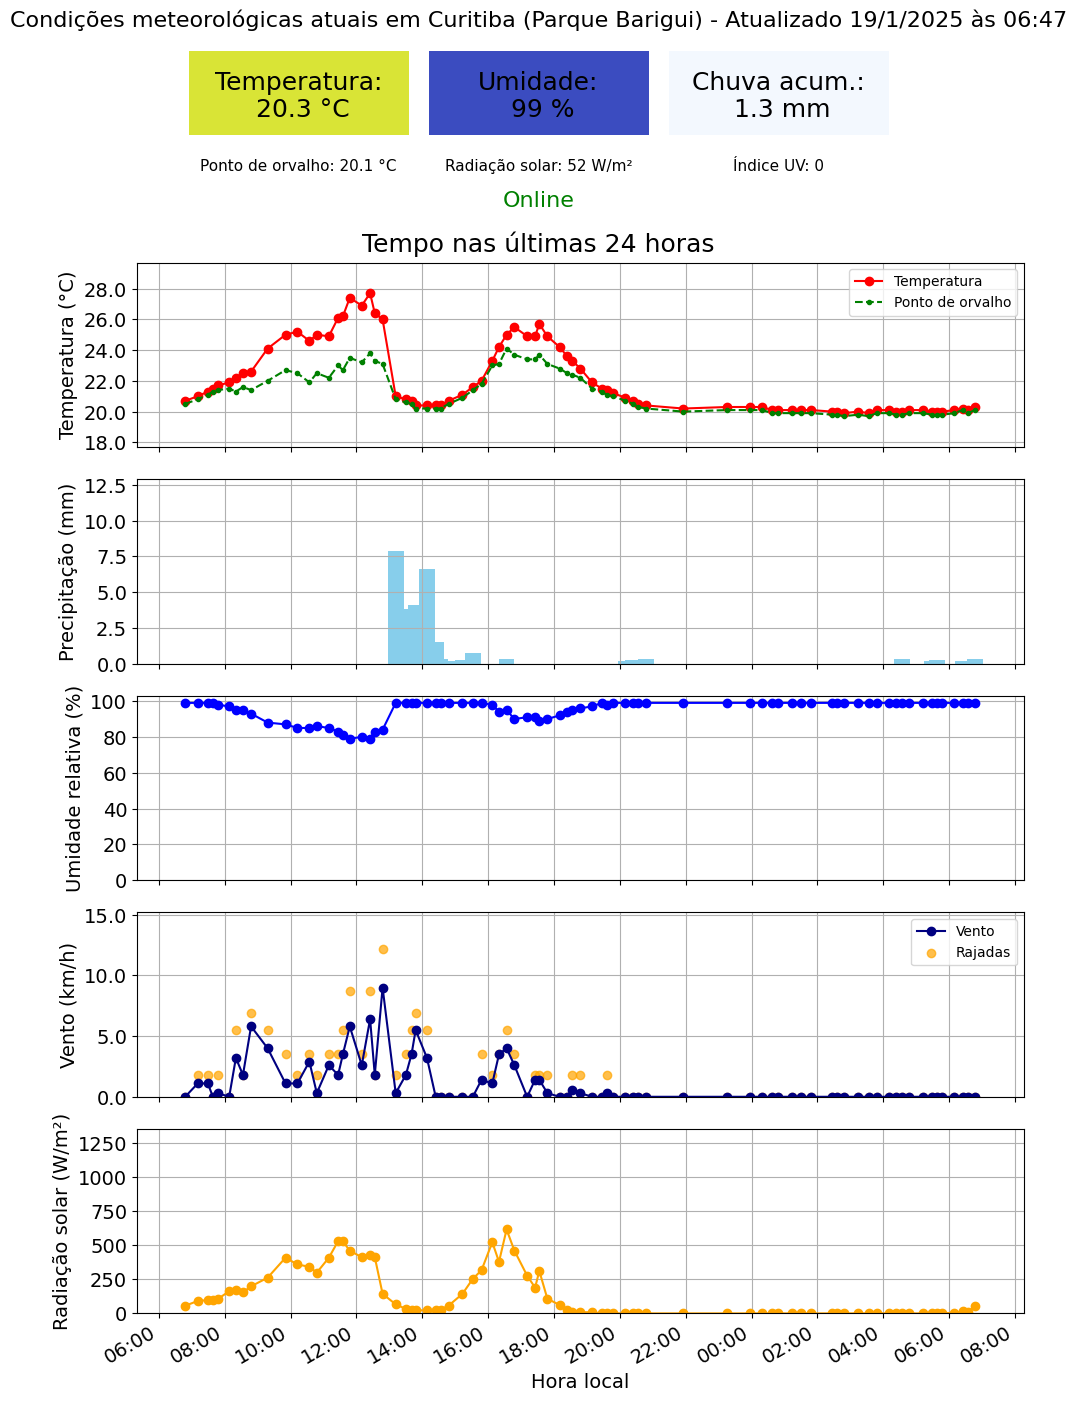 Condições meteorológicas atuais em Curitiba (Parque Barigui) - Atualizado 19/1/2025 às 06:47
Temperatura:
20.3 °C
Umidade:
99 %
Chuva acum.:
1.3 mm
Ponto de orvalho: 20.1 °C
Radiação solar: 52 W/m²
Índice UV: 0
Online
Tempo nas últimas 24 horas
Temperatura (°C)
28.0
26.0
24.0
22.0
20.0
18.0
Temperatura
Ponto de orvalho
Precipitação (mm)
12.5
10.0
7.5
5.0
2.5
0.0
Umidade relativa (%)
100
80
60
40
20
0
Vento (km/h)
15.0
10.0
5.0
0.0
Vento
Rajadas
Radiação solar (W/m²)
1250
1000
750
500
250
0
06:00
08:00
10:00
12:00
14:00
16:00
18:00
20:00
22:00
00:00
02:00
04:00
06:00
08:00
Hora local